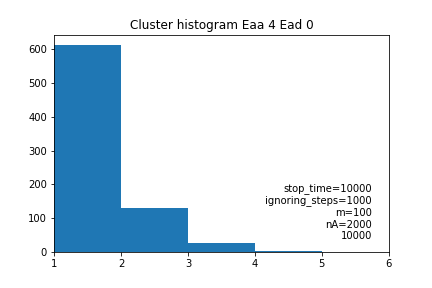 Cluster histogram Eaa 4 Ead 0
600
500
400
300
200
100
0
stop_time=10000
ignoring_steps=1000
m=100
nA=2000
10000
1 2 3 4 5 6